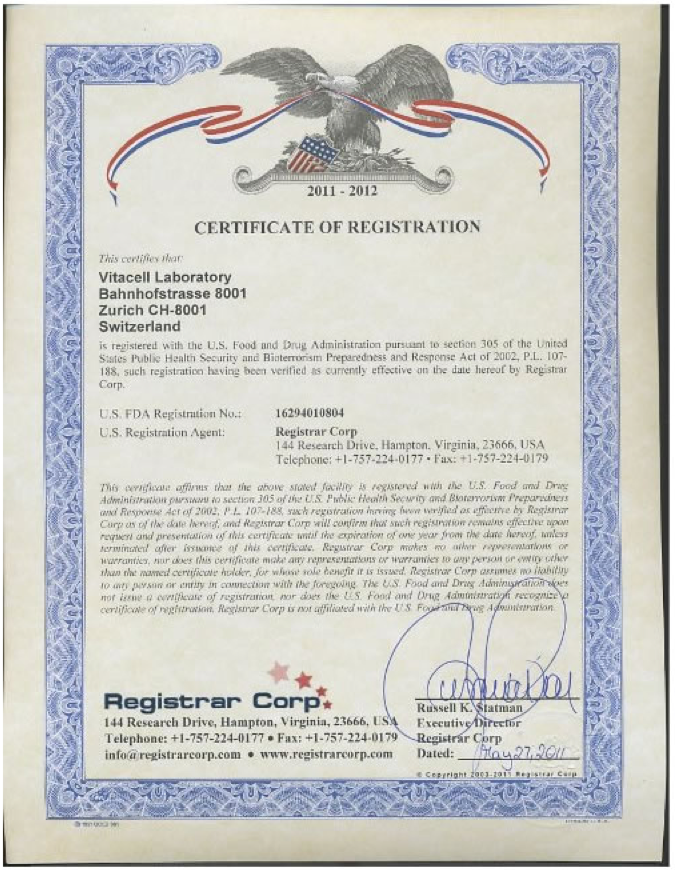 2011 - 2012
CERTIFICATE OF REGISTRATION
This certifies that:
Vitacell Laboratory
Bahnhofstrasse 8001
Zurich CH-8001
Switzerland
is registered with the U.S. Food and Drug Administration pursuant to section 305 of the United
States Public Health Security and Bioterrorism Preparedness and Response Act of 2002, P.L. 107-
188, such registration having been verified as currently effective on the date hereof by Registrar
Corp.
U.S. FDA Registration No.: 16294010804
U.S. Registration Agent: Registrar Corp
144 Research Drive, Hampton, Virginia, 23666, USA
Telephone: +1-757-224-0177 • Fax: +1-757-224-0179
This certificate affirms that the above stated facility is registered with the U.S. Food and Drug
Administration pursuant to section 305 of the U.S. Public Health Security and Bioterrorism Preparedness
and Response Act of 2002, P.L. 107-188, such registration having been verified as effective by Registrar
Corp as of the date hereof, and Registrar Corp will confirm that such registration remains effective upon
request and presentation of this certificate until the expiration of one year from the date hereof, unless
terminated after issuance of this certificate. Registrar Corp makes no other representations or
warranties, nor does this certificate make any representations or warranties to any person or entity other
than the named certificate holder, for whose sole benefit it is issued. Registrar Corp assumes no liability
to any person or entity in connection with the foregoing. The U.S. Food and Drug Administration does
not issue a certificate of registration, nor does the U.S. Food and Drug Administration recognize a
certificate of registration. Registrar Corp is not affiliated with the U.S. Food and Drug Administration.
Registrar Corp.
144 Research Drive, Hampton, Virginia, 23666, USA
Telephone: +1-757-224-0177 • Fax: +1-757-224-0179
info@registrarcorp.com • www.registrarcorp.com
Russell K. Statman
Executive Director
Registrar Corp
Dated: May 27, 2011
© Copyright 2003-2011 Registrar Corp